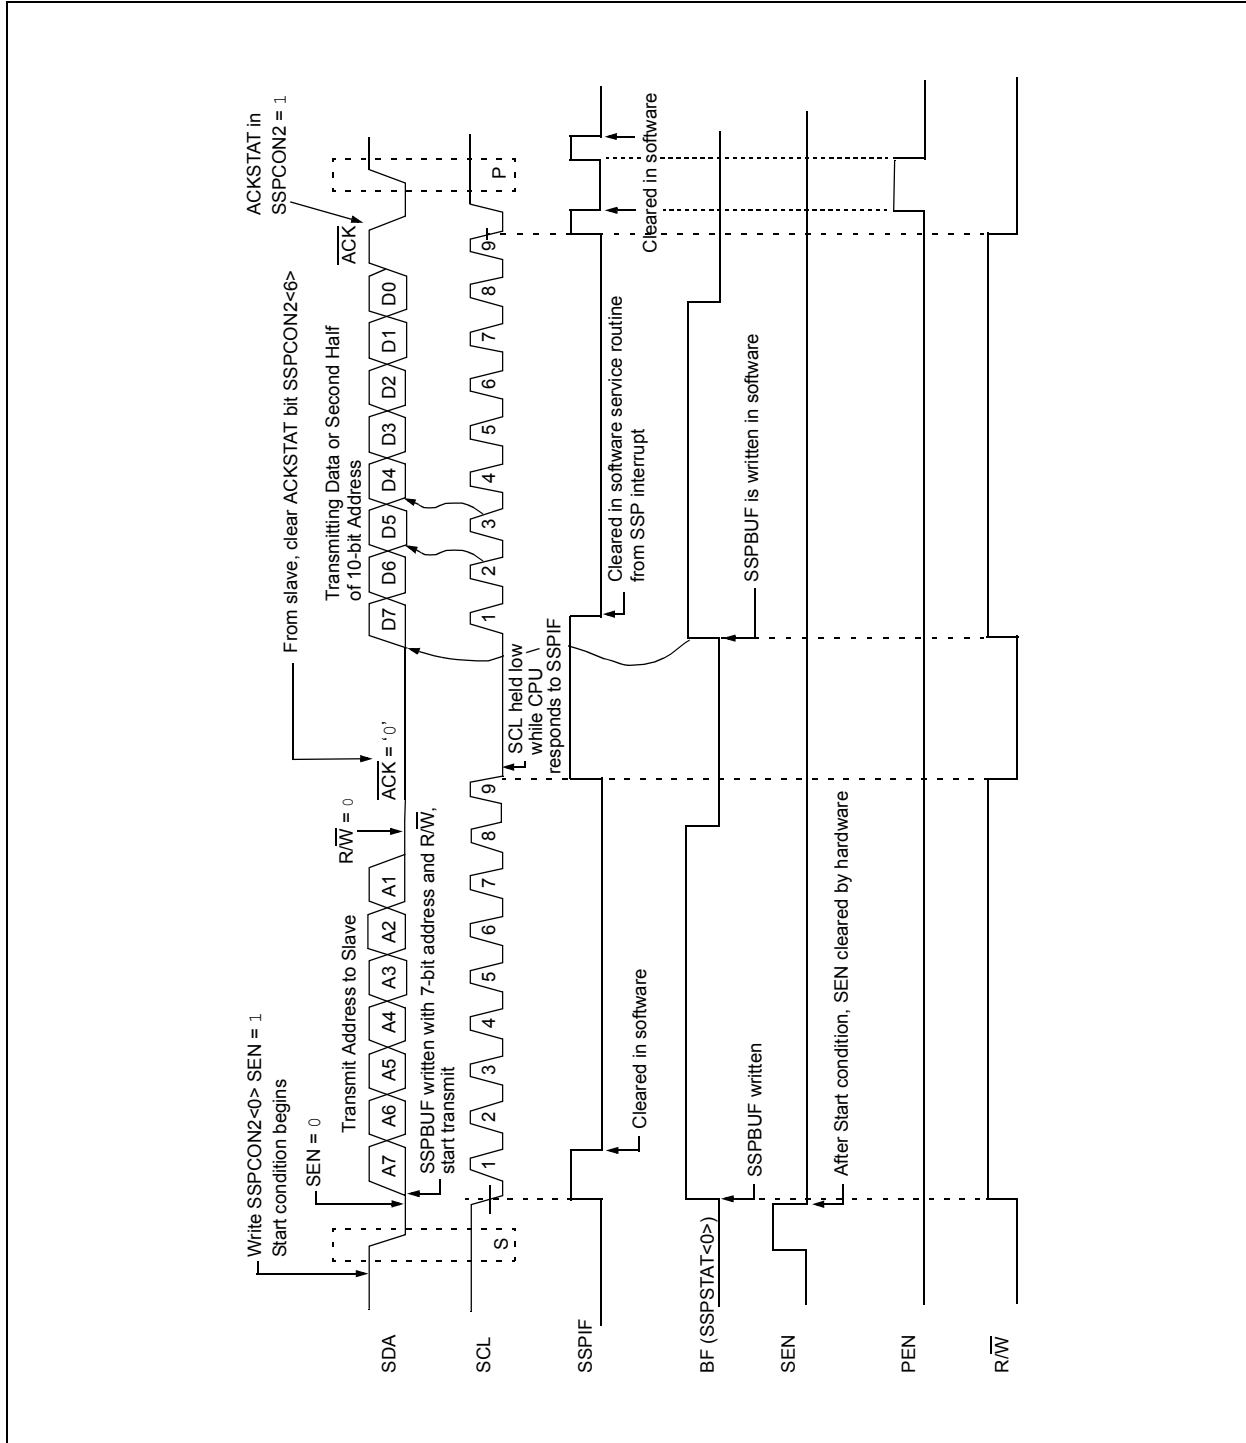 Write SSPCON2<0> SEN = 1
Start condition begins
SEN = 0
Transmit Address to Slave
R/W = 0
From slave, clear ACKSTAT bit SSPCON2<6>
ACK = '0'
Transmitting Data or Second Half
of 10-bit Address
ACKSTAT in
SSPCON2 = 1
ACK
SDA
A7 A6 A5 A4 A3 A2 A1
D7 D6 D5 D4 D3 D2 D1 D0
SSPBUF written with 7-bit address and R/W,
start transmit
SCL
S
1 2 3 4 5 6 7 8 9
1 2 3 4 5 6 7 8 9
P
SCL held low
while CPU
responds to SSPIF
SSPIF
Cleared in software
Cleared in software service routine
from SSP interrupt
Cleared in software
BF (SSPSTAT<0>)
SSPBUF written
SSPBUF is written in software
SEN
After Start condition, SEN cleared by hardware
PEN
R/W